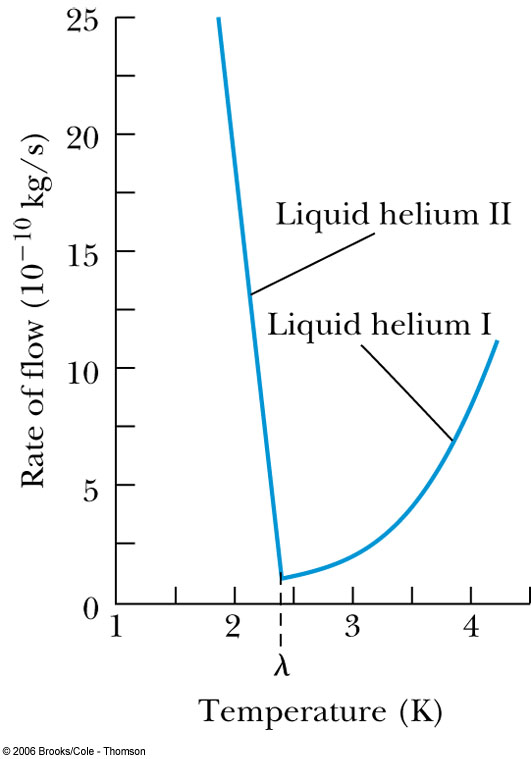 25
20
15
10
5
0
Rate of flow (10⁻¹⁰ kg/s)
Liquid helium II
Liquid helium I
1 2 3 4
λ
Temperature (K)
© 2006 Brooks/Cole - Thomson